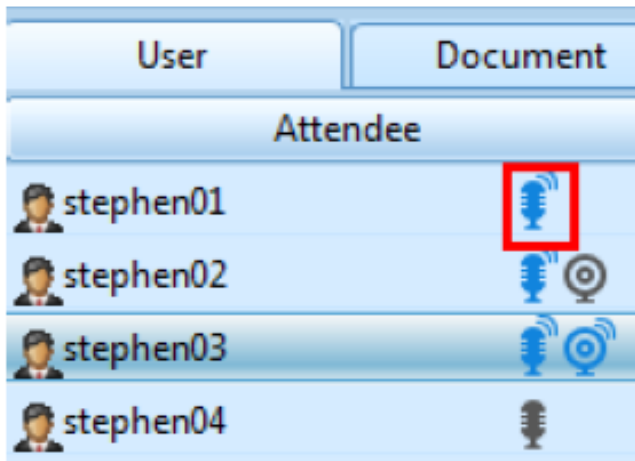 User Document
Attendee
stephen01
stephen02
stephen03
stephen04